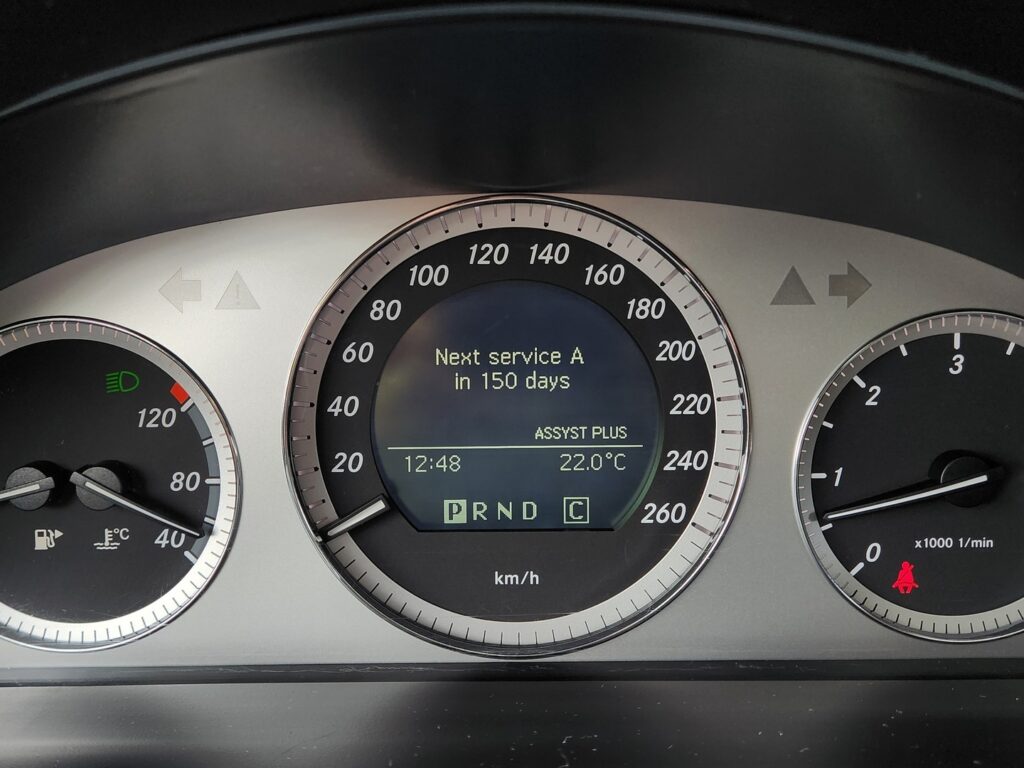 120
80
40
°C
20
40
60
80
100
120
140
160
180
200
220
240
260
Next service A
in 150 days
ASSYST PLUS
12:48 22.0°C
P R N D C
km/h
0
1
2
3
x1000 1/min